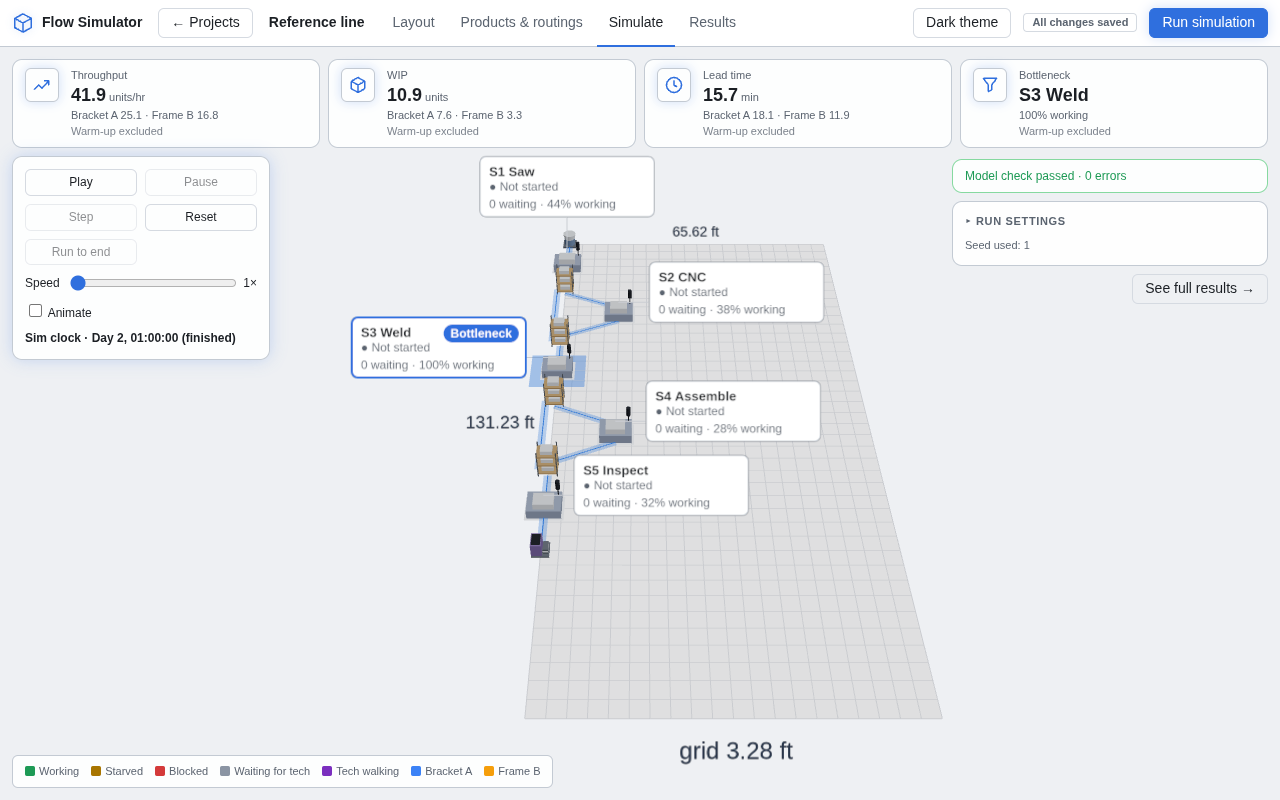 Flow Simulator
← Projects
Reference line
Layout
Products & routings
Simulate
Results
Dark theme
All changes saved
Run simulation
Throughput
41.9 units/hr
Bracket A 25.1 · Frame B 16.8
Warm-up excluded
WIP
10.9 units
Bracket A 7.6 · Frame B 3.3
Warm-up excluded
Lead time
15.7 min
Bracket A 18.1 · Frame B 11.9
Warm-up excluded
Bottleneck
S3 Weld
100% working
Warm-up excluded
Play
Pause
Step
Reset
Run to end
Speed
1×
Animate
Sim clock · Day 2, 01:00:00 (finished)
S1 Saw
● Not started
0 waiting · 44% working
65.62 ft
S2 CNC
● Not started
0 waiting · 38% working
S3 Weld
Bottleneck
● Not started
0 waiting · 100% working
S4 Assemble
● Not started
0 waiting · 28% working
131.23 ft
S5 Inspect
● Not started
0 waiting · 32% working
grid 3.28 ft
Model check passed · 0 errors
▸ RUN SETTINGS
Seed used: 1
See full results →
Working
Starved
Blocked
Waiting for tech
Tech walking
Bracket A
Frame B